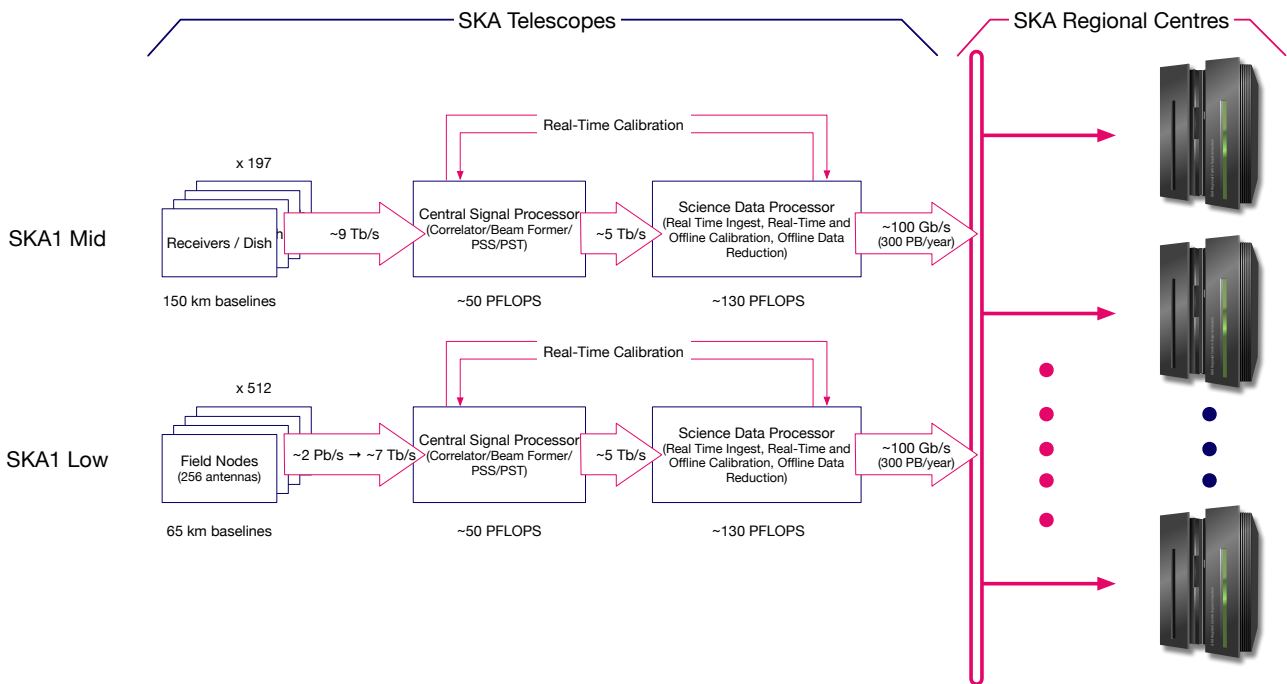 SKA Telescopes
SKA Regional Centres
Real-Time Calibration
x 197
SKA1 Mid
Receivers / Dish
~9 Tb/s
Central Signal Processor
(Correlator/Beam Former/
PSS/PST)
~5 Tb/s
Science Data Processor
(Real Time Ingest, Real-Time and
Offline Calibration, Offline Data
Reduction)
~100 Gb/s
(300 PB/year)
150 km baselines
~50 PFLOPS
~130 PFLOPS
Real-Time Calibration
x 512
SKA1 Low
Field Nodes
(256 antennas)
~2 Pb/s → ~7 Tb/s
Central Signal Processor
(Correlator/Beam Former/
PSS/PST)
~5 Tb/s
Science Data Processor
(Real Time Ingest, Real-Time and
Offline Calibration, Offline Data
Reduction)
~100 Gb/s
(300 PB/year)
65 km baselines
~50 PFLOPS
~130 PFLOPS